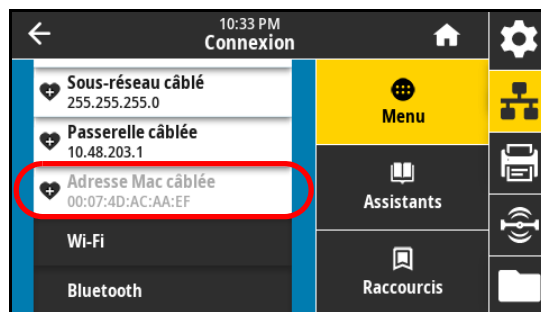 10:33 PM
Connexion
Sous-réseau câblé
255.255.255.0
Passerelle câblée
10.48.203.1
Adresse Mac câblée
00:07:4D:AC:AA:EF
Wi-Fi
Bluetooth
Menu
Assistants
Raccourcis